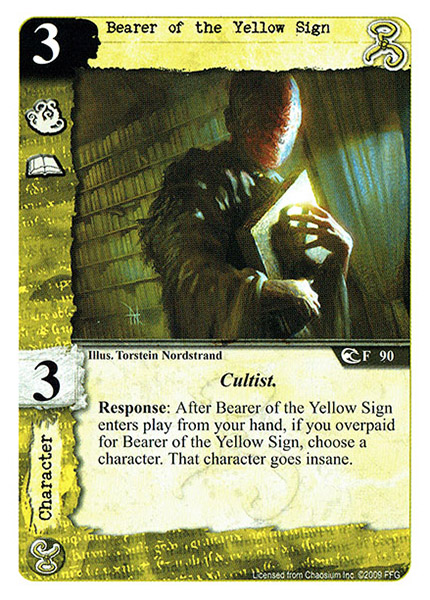 3
Bearer of the Yellow Sign
Illus. Torstein Nordstrand
F 90
3
Cultist.
Response: After Bearer of the Yellow Sign
enters play from your hand, if you overpaid
for Bearer of the Yellow Sign, choose a
character. That character goes insane.
Character
Licensed from Chaosium Inc. ©2009 FFG